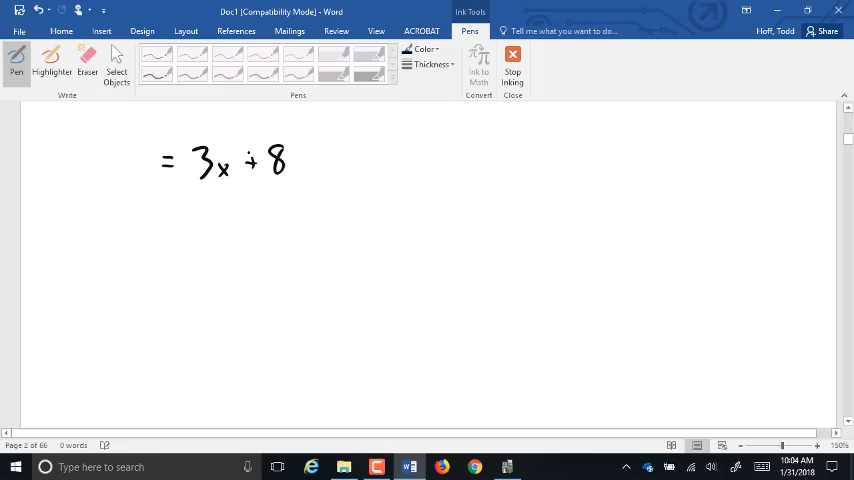 Doc1 [Compatibility Mode] - Word
Ink Tools
File Home Insert Design Layout References Mailings Review View ACROBAT Pens Tell me what you want to do... Hoff, Todd Share
Pen Highlighter Eraser Select Objects
Color
Thickness
Ink to Math
Stop Inking
Write Pens Convert Close
= 3x + 8
Page 2 of 66 0 words 150%
Type here to search
10:04 AM
1/31/2018